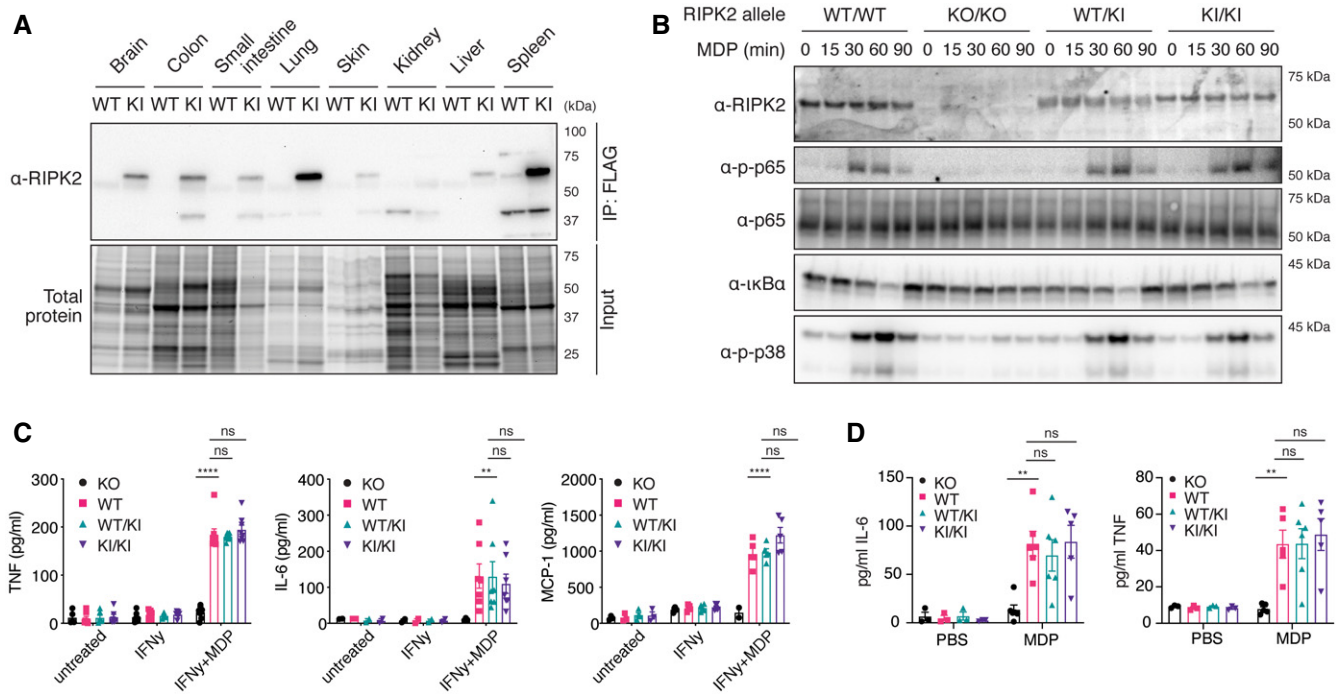 A
Brain Colon Small intestine Lung Skin Kidney Liver Spleen
WT KI WT KI WT KI WT KI WT KI WT KI WT KI WT KI (kDa)
α-RIPK2
100
75
50
37
IP: FLAG
Total protein
75
50
37
25
Input
B
RIPK2 allele WT/WT KO/KO WT/KI KI/KI
MDP (min) 0 15 30 60 90 0 15 30 60 90 0 15 30 60 90 0 15 30 60 90
α-RIPK2
75 kDa
50 kDa
α-p-p65
50 kDa
α-p65
75 kDa
50 kDa
α-ικBα
45 kDa
α-p-p38
45 kDa
C
TNF (pg/ml)
300
200
100
0
KO
WT
WT/KI
KI/KI
ns
ns
****
untreated
IFNγ
IFNγ+MDP
IL-6 (pg/ml)
400
300
200
100
0
KO
WT
WT/KI
KI/KI
ns
ns
**
untreated
IFNγ
IFNγ+MDP
MCP-1 (pg/ml)
2000
1500
1000
500
0
KO
WT
WT/KI
KI/KI
ns
ns
****
untreated
IFNγ
IFNγ+MDP
D
pg/ml IL-6
150
100
50
0
KO
WT
WT/KI
KI/KI
ns
ns
**
PBS
MDP
pg/ml TNF
80
60
40
20
0
KO
WT
WT/KI
KI/KI
ns
ns
**
PBS
MDP